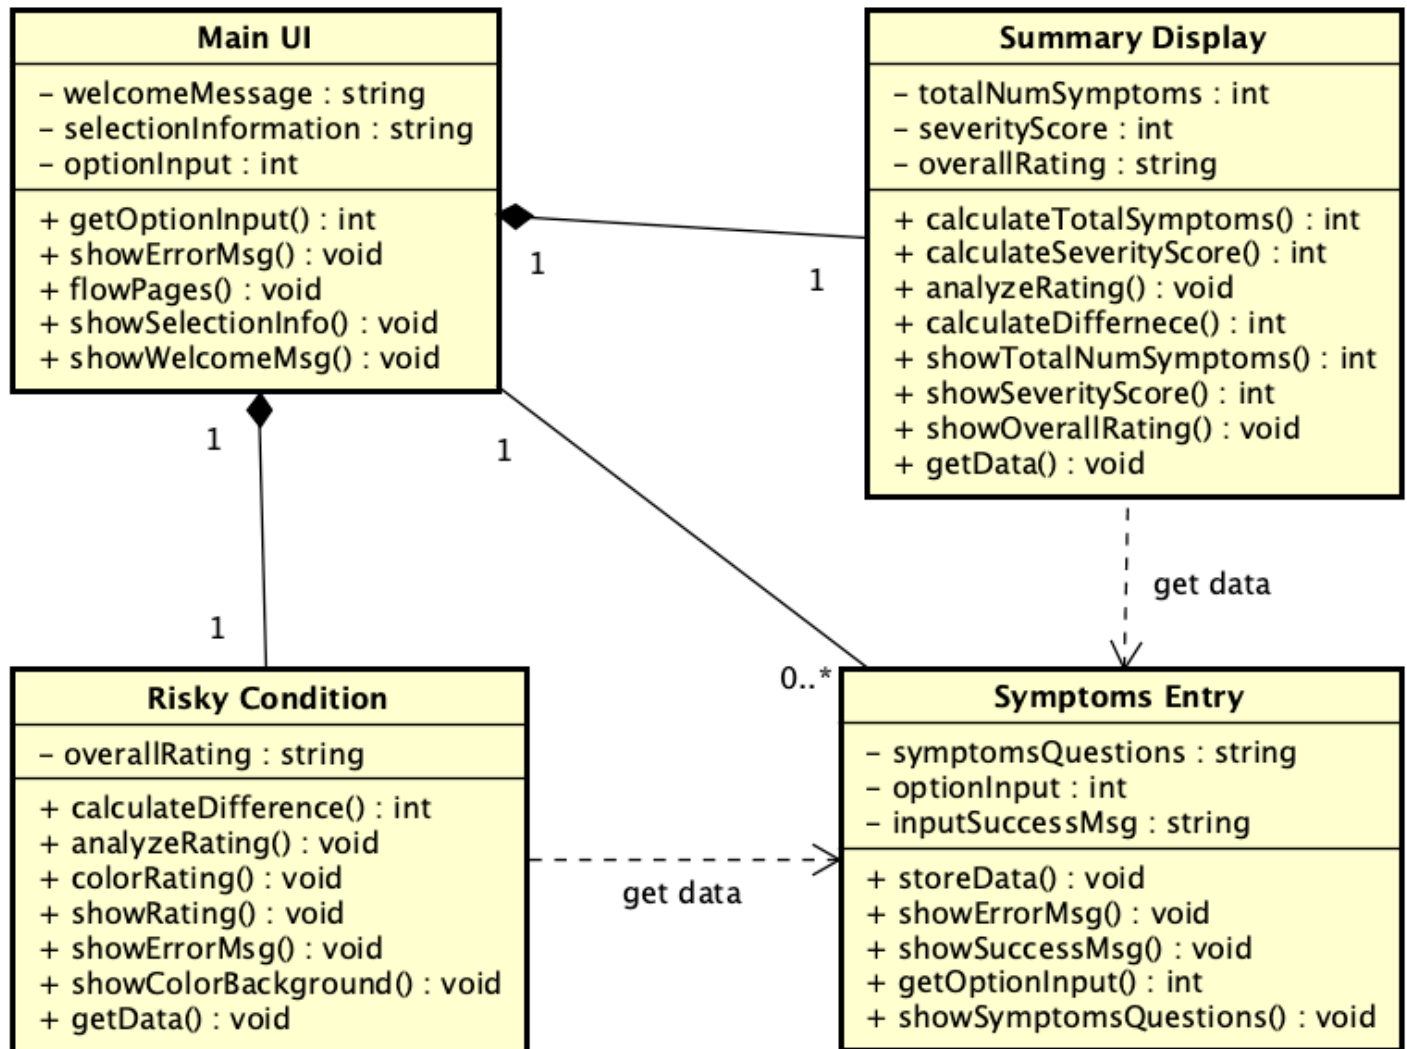 Main UI
– welcomeMessage : string
– selectionInformation : string
– optionInput : int
+ getOptionInput() : int
+ showErrorMsg() : void
+ flowPages() : void
+ showSelectionInfo() : void
+ showWelcomeMsg() : void
Summary Display
– totalNumSymptoms : int
– severityScore : int
– overallRating : string
+ calculateTotalSymptoms() : int
+ calculateSeverityScore() : int
+ analyzeRating() : void
+ calculateDiffernece() : int
+ showTotalNumSymptoms() : int
+ showSeverityScore() : int
+ showOverallRating() : void
+ getData() : void
1
1
1
1
1
0..*
get data
Risky Condition
– overallRating : string
+ calculateDifference() : int
+ analyzeRating() : void
+ colorRating() : void
+ showRating() : void
+ showErrorMsg() : void
+ showColorBackground() : void
+ getData() : void
get data
Symptoms Entry
– symptomsQuestions : string
– optionInput : int
– inputSuccessMsg : string
+ storeData() : void
+ showErrorMsg() : void
+ showSuccessMsg() : void
+ getOptionInput() : int
+ showSymptomsQuestions() : void